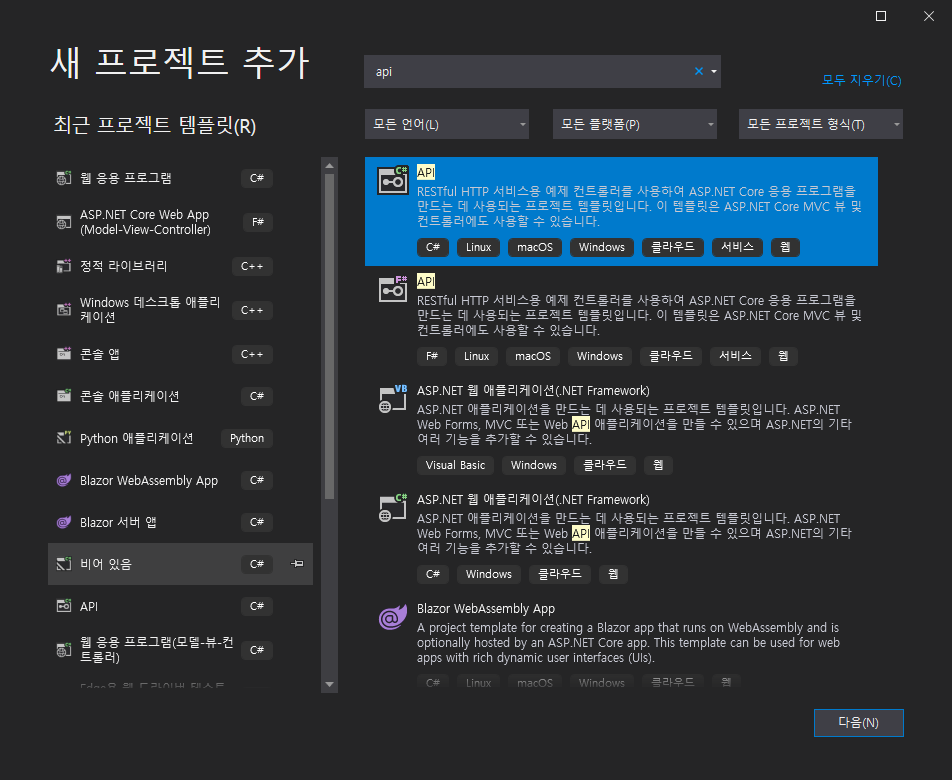 새 프로젝트 추가
api
모두 지우기(C)
최근 프로젝트 템플릿(R)
모든 언어(L)
모든 플랫폼(P)
모든 프로젝트 형식(T)
웹 응용 프로그램
C#
ASP.NET Core Web App
(Model-View-Controller)
F#
정적 라이브러리
C++
Windows 데스크톱 애플리
케이션
C++
콘솔 앱
C++
콘솔 애플리케이션
C#
Python 애플리케이션
Python
Blazor WebAssembly App
C#
Blazor 서버 앱
C#
비어 있음
C#
API
C#
웹 응용 프로그램(모델-뷰-컨
트롤러)
C#
Edge용 웹 드라이버 테스트
C#
API
RESTful HTTP 서비스용 예제 컨트롤러를 사용하여 ASP.NET Core 응용 프로그램을
만드는 데 사용되는 프로젝트 템플릿입니다. 이 템플릿은 ASP.NET Core MVC 뷰 및
컨트롤러에도 사용할 수 있습니다.
C# Linux macOS Windows 클라우드 서비스 웹
F#
API
RESTful HTTP 서비스용 예제 컨트롤러를 사용하여 ASP.NET Core 응용 프로그램을
만드는 데 사용되는 프로젝트 템플릿입니다. 이 템플릿은 ASP.NET Core MVC 뷰 및
컨트롤러에도 사용할 수 있습니다.
F# Linux macOS Windows 클라우드 서비스 웹
VB
ASP.NET 웹 애플리케이션(.NET Framework)
ASP.NET 애플리케이션을 만드는 데 사용되는 프로젝트 템플릿입니다. ASP.NET
Web Forms, MVC 또는 Web API 애플리케이션을 만들 수 있으며 ASP.NET의 기타
여러 기능을 추가할 수 있습니다.
Visual Basic Windows 클라우드 웹
C#
ASP.NET 웹 애플리케이션(.NET Framework)
ASP.NET 애플리케이션을 만드는 데 사용되는 프로젝트 템플릿입니다. ASP.NET
Web Forms, MVC 또는 Web API 애플리케이션을 만들 수 있으며 ASP.NET의 기타
여러 기능을 추가할 수 있습니다.
C# Windows 클라우드 웹
Blazor WebAssembly App
A project template for creating a Blazor app that runs on WebAssembly and is
optionally hosted by an ASP.NET Core app. This template can be used for web
apps with rich dynamic user interfaces (UIs).
C# Linux macOS Windows 클라우드 웹
다음(N)